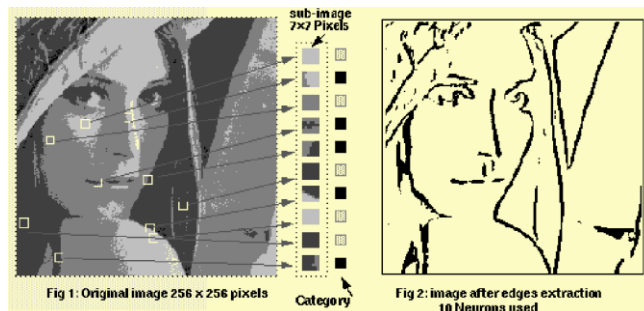 sub-image
7×7 Pixels
Fig 1: Original image 256 x 256 pixels
Category
Fig 2: image after edges extraction
10 Neurons used